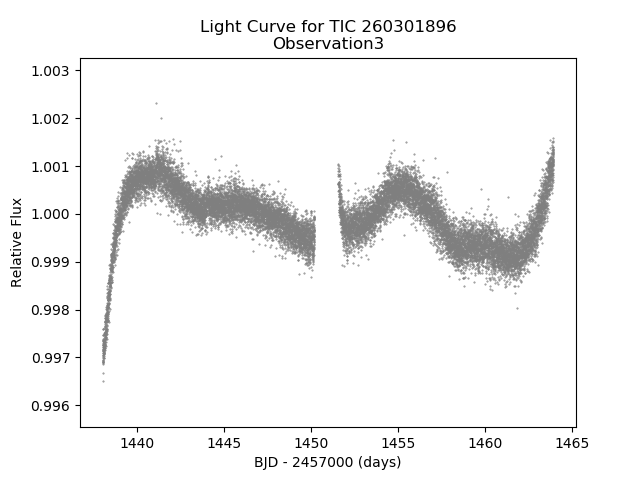 Light Curve for TIC 260301896
Observation3
1.003
1.002
1.001
1.000
0.999
0.998
0.997
0.996
Relative Flux
1440 1445 1450 1455 1460 1465
BJD - 2457000 (days)